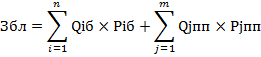 Збл = ∑_{i=1}^{n} Qiб × Piб + ∑_{j=1}^{m} Qjпп × Pjпп